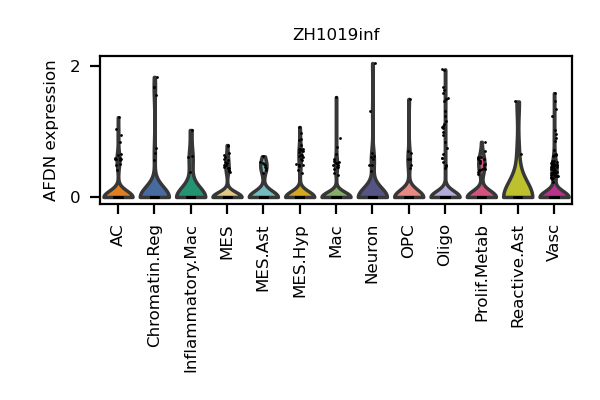 ZH1019inf
AFDN expression
2
0
AC
Chromatin.Reg
Inflammatory.Mac
MES
MES.Ast
MES.Hyp
Mac
Neuron
OPC
Oligo
Prolif.Metab
Reactive.Ast
Vasc